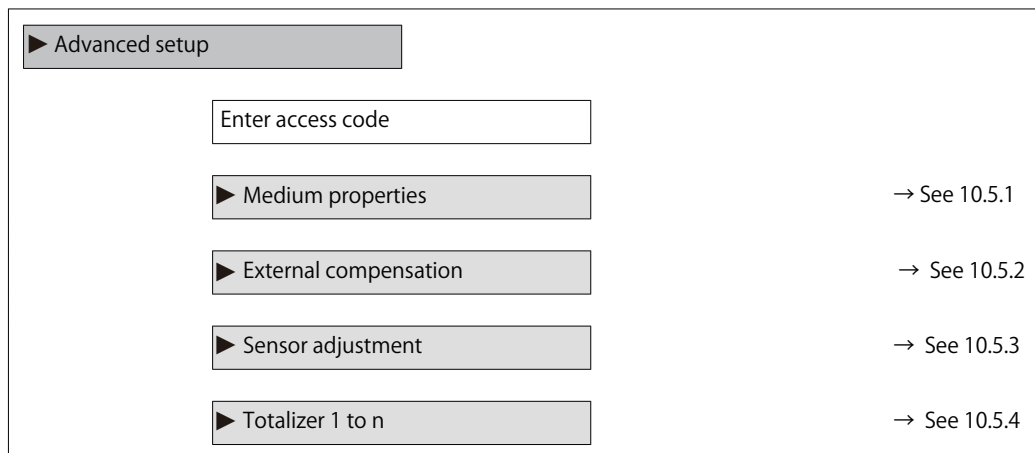 ▶ Advanced setup
Enter access code
▶ Medium properties → See 10.5.1
▶ External compensation → See 10.5.2
▶ Sensor adjustment → See 10.5.3
▶ Totalizer 1 to n → See 10.5.4